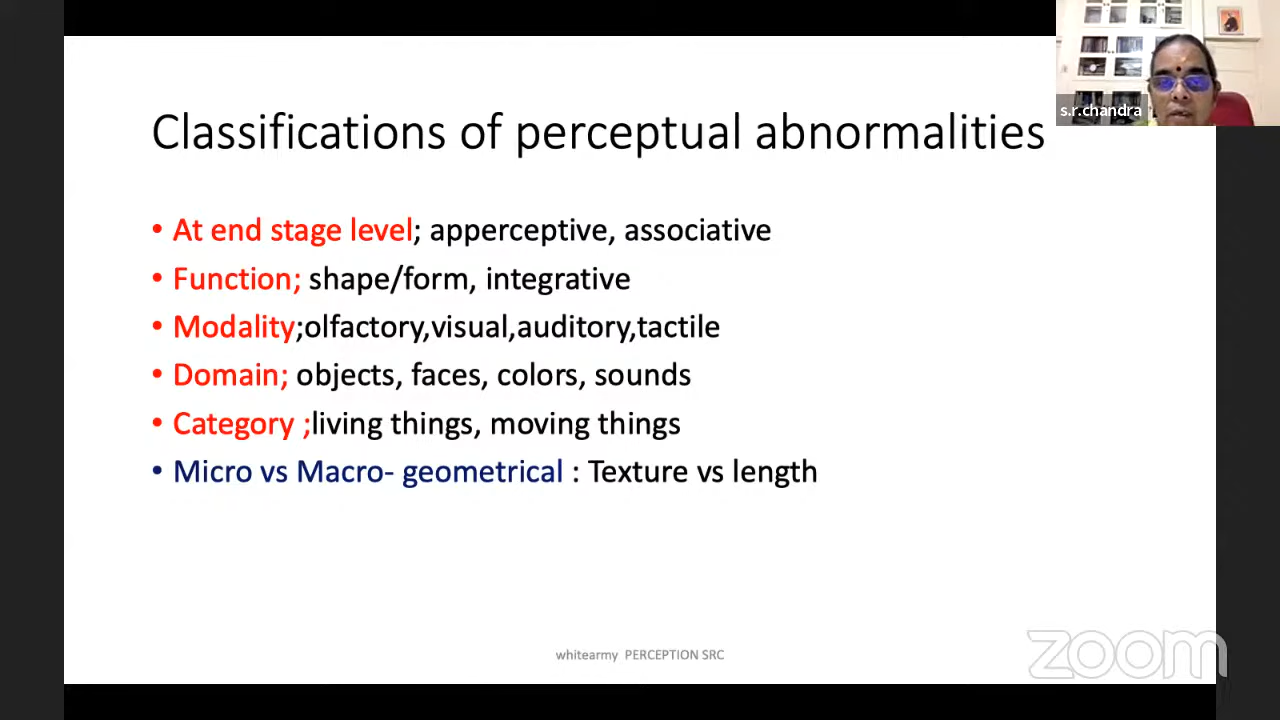 s.r.chandra
Classifications of perceptual abnormalities
• At end stage level; apperceptive, associative
• Function; shape/form, integrative
• Modality;olfactory,visual,auditory,tactile
• Domain; objects, faces, colors, sounds
• Category ;living things, moving things
• Micro vs Macro- geometrical : Texture vs length
whitearmy PERCEPTION SRC
zoom